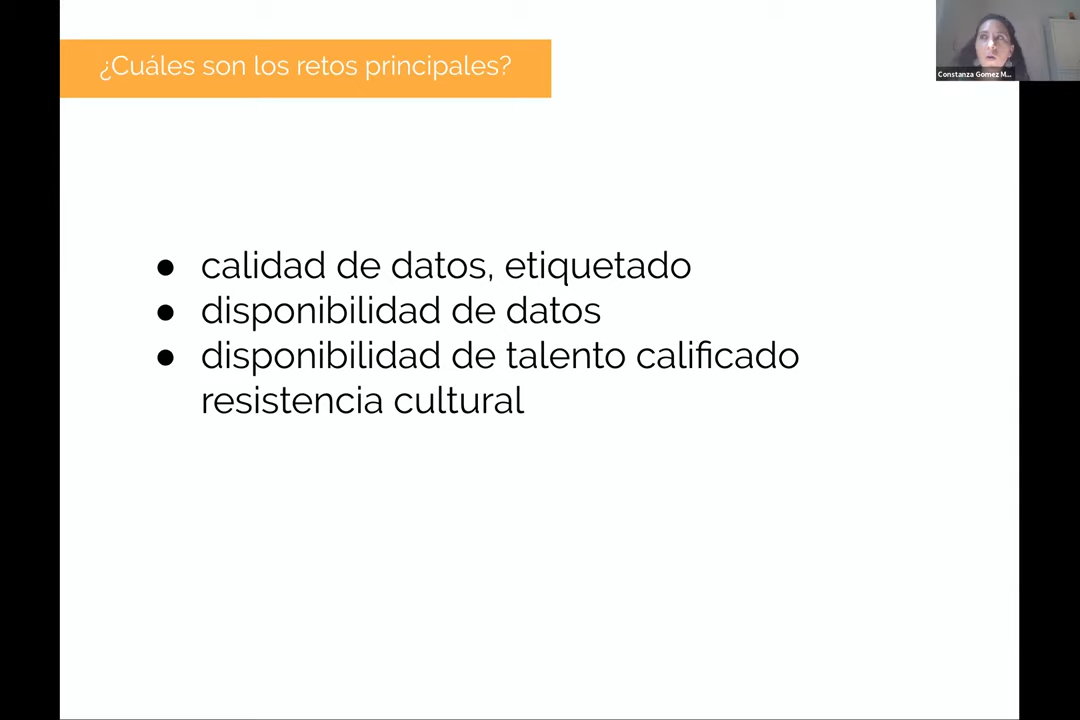 ¿Cuáles son los retos principales?
Constanza Gomez M...
● calidad de datos, etiquetado
● disponibilidad de datos
● disponibilidad de talento calificado
resistencia cultural